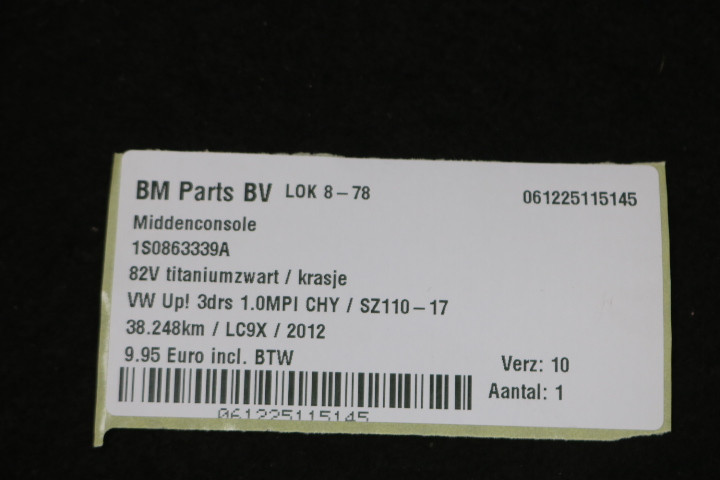 BM Parts BV LOK 8-78 061225115145
Middenconsole
1S0863339A
82V titaniumzwart / krasje
VW Up! 3drs 1.0MPI CHY / SZ110-17
38.248km / LC9X / 2012
9.95 Euro incl. BTW Verz: 10
Aantal: 1
061225115145